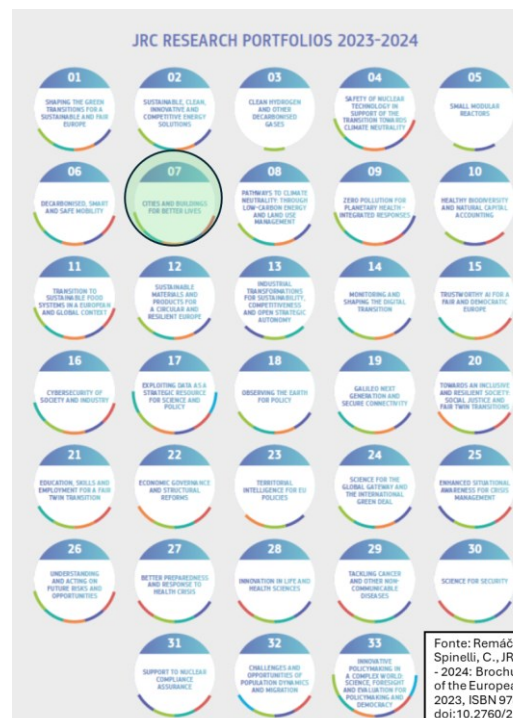 JRC RESEARCH PORTFOLIOS 2023-2024
01
SHAPING THE GREEN
TRANSITIONS FOR A
SUSTAINABLE AND FAIR
EUROPE
02
SUSTAINABLE, CLEAN,
INNOVATIVE AND
COMPETITIVE ENERGY
SOLUTIONS
03
CLEAN HYDROGEN
AND OTHER
DECARBONISED
GASES
04
SAFETY OF NUCLEAR
TECHNOLOGY IN
SUPPORT OF THE
TRANSITION TOWARDS
CLIMATE NEUTRALITY
05
SMALL MODULAR
REACTORS
06
DECARBONISED, SMART
AND SAFE MOBILITY
07
CITIES AND BUILDINGS
FOR BETTER LIVES
08
PATHWAYS TO CLIMATE
NEUTRALITY: THROUGH
LOW-CARBON ENERGY
AND LAND USE
MANAGEMENT
09
ZERO POLLUTION FOR
PLANETARY HEALTH -
INTEGRATED RESPONSES
10
HEALTHY BIODIVERSITY
AND NATURAL CAPITAL
ACCOUNTING
11
TRANSITION TO
SUSTAINABLE FOOD
SYSTEMS IN A EUROPEAN
AND GLOBAL CONTEXT
12
SUSTAINABLE
MATERIALS AND
PRODUCTS FOR
A CIRCULAR AND
RESILIENT EUROPE
13
INDUSTRIAL
TRANSFORMATIONS
FOR SUSTAINABILITY,
COMPETITIVENESS
AND OPEN STRATEGIC
AUTONOMY
14
MONITORING AND
SHAPING THE DIGITAL
TRANSITION
15
TRUSTWORTHY AI FOR A
FAIR AND DEMOCRATIC
EUROPE
16
CYBERSECURITY OF
SOCIETY AND INDUSTRY
17
EXPLOITING DATA AS A
STRATEGIC RESOURCE
FOR SCIENCE AND
POLICY
18
OBSERVING THE EARTH
FOR POLICY
19
GALILEO NEXT
GENERATION AND
SECURE CONNECTIVITY
20
TOWARDS AN INCLUSIVE
AND RESILIENT SOCIETY:
SOCIAL JUSTICE AND
FAIR TWIN TRANSITIONS
21
EDUCATION, SKILLS AND
EMPLOYMENT FOR A FAIR
TWIN TRANSITION
22
ECONOMIC GOVERNANCE
AND STRUCTURAL
REFORMS
23
TERRITORIAL
INTELLIGENCE FOR EU
POLICIES
24
SCIENCE FOR THE
GLOBAL GATEWAY AND
THE INTERNATIONAL
GREEN DEAL
25
ENHANCED SITUATIONAL
AWARENESS FOR CRISIS
MANAGEMENT
26
UNDERSTANDING
AND ACTING ON
FUTURE RISKS AND
OPPORTUNITIES
27
BETTER PREPAREDNESS
AND RESPONSE TO
HEALTH CRISIS
28
INNOVATION IN LIFE AND
HEALTH SCIENCES
29
TACKLING CANCER
AND OTHER NON-
COMMUNICABLE
DISEASES
30
SCIENCE FOR SECURITY
31
SUPPORT TO NUCLEAR
COMPLIANCE
ASSURANCE
32
CHALLENGES AND
OPPORTUNITIES OF
POPULATION DYNAMICS
AND MIGRATION
33
INNOVATIVE
POLICYMAKING IN
A COMPLEX WORLD:
SCIENCE, FORESIGHT
AND EVALUATION FOR
POLICYMAKING AND
DEMOCRACY
Fonte: Remáč
Spinelli, C., JR
- 2024: Brochu
of the Europea
2023, ISBN 97
doi:10.2760/2